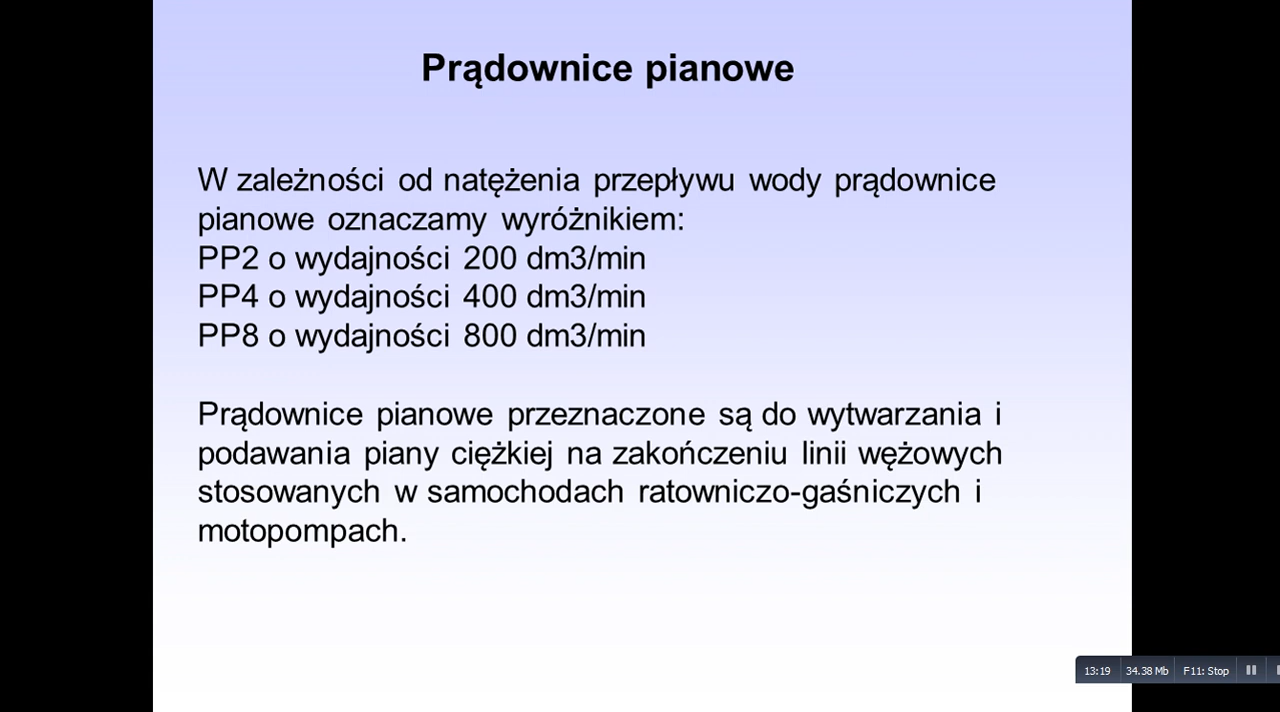 Prądownice pianowe
W zależności od natężenia przepływu wody prądownice
pianowe oznaczamy wyróżnikiem:
PP2 o wydajności 200 dm3/min
PP4 o wydajności 400 dm3/min
PP8 o wydajności 800 dm3/min
Prądownice pianowe przeznaczone są do wytwarzania i
podawania piany ciężkiej na zakończeniu linii wężowych
stosowanych w samochodach ratowniczo-gaśniczych i
motopompach.
13:19 34.38 Mb F11: Stop